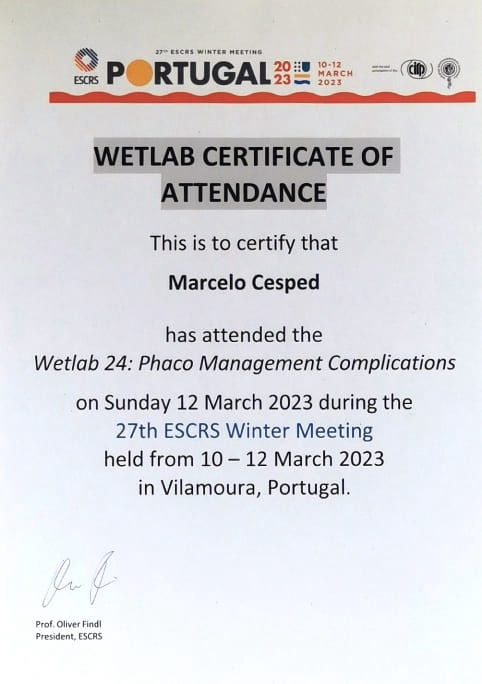 27TH ESCRS WINTER MEETING
ESCRS
PORTUGAL
20
23
10-12
MARCH
2023
WETLAB CERTIFICATE OF
ATTENDANCE
This is to certify that
Marcelo Cesped
has attended the
Wetlab 24: Phaco Management Complications
on Sunday 12 March 2023 during the
27th ESCRS Winter Meeting
held from 10 – 12 March 2023
in Vilamoura, Portugal.
Prof. Oliver Findl
President, ESCRS